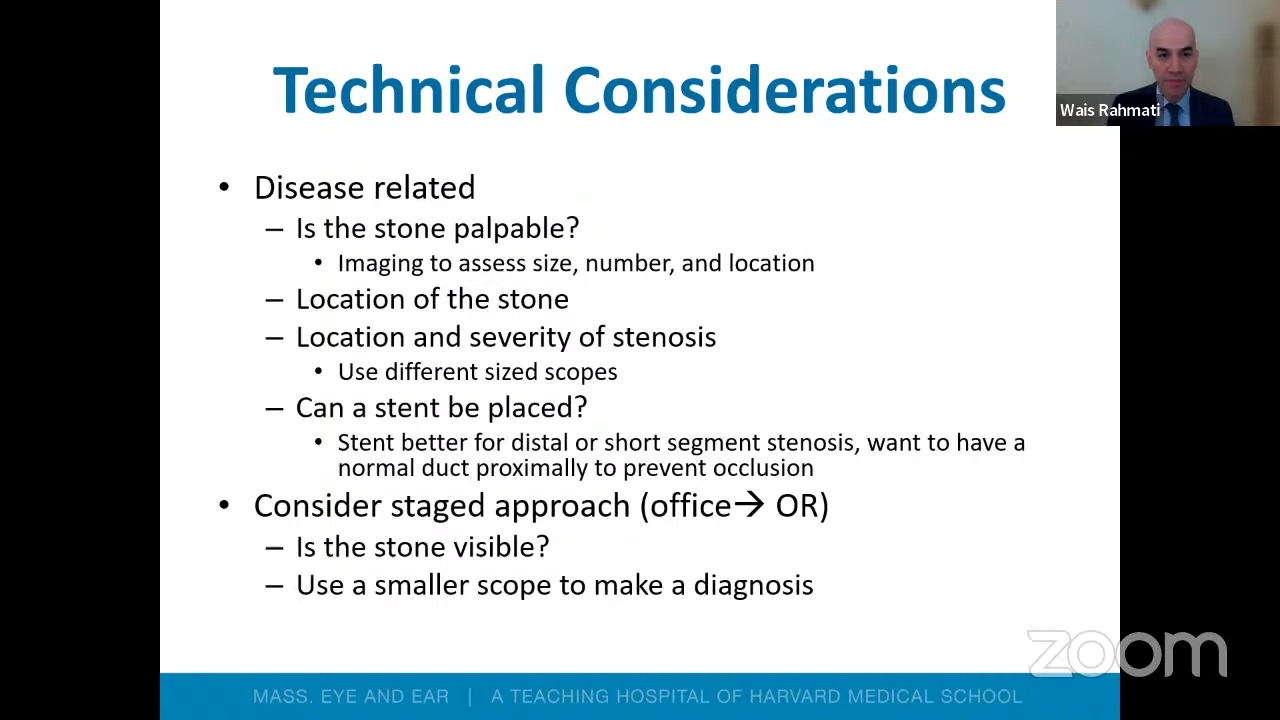 Technical Considerations
Wais Rahmati
• Disease related
– Is the stone palpable?
• Imaging to assess size, number, and location
– Location of the stone
– Location and severity of stenosis
• Use different sized scopes
– Can a stent be placed?
• Stent better for distal or short segment stenosis, want to have a
normal duct proximally to prevent occlusion
• Consider staged approach (office→ OR)
– Is the stone visible?
– Use a smaller scope to make a diagnosis
zoom
MASS. EYE AND EAR | A TEACHING HOSPITAL OF HARVARD MEDICAL SCHOOL